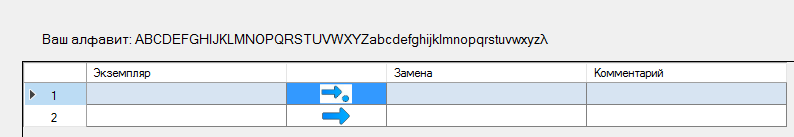 Ваш алфавит: ABCDEFGHIJKLMNOPQRSTUVWXYZabcdefghijklmnopqrstuvwxyzλ
Экземпляр Замена Комментарий
1
2